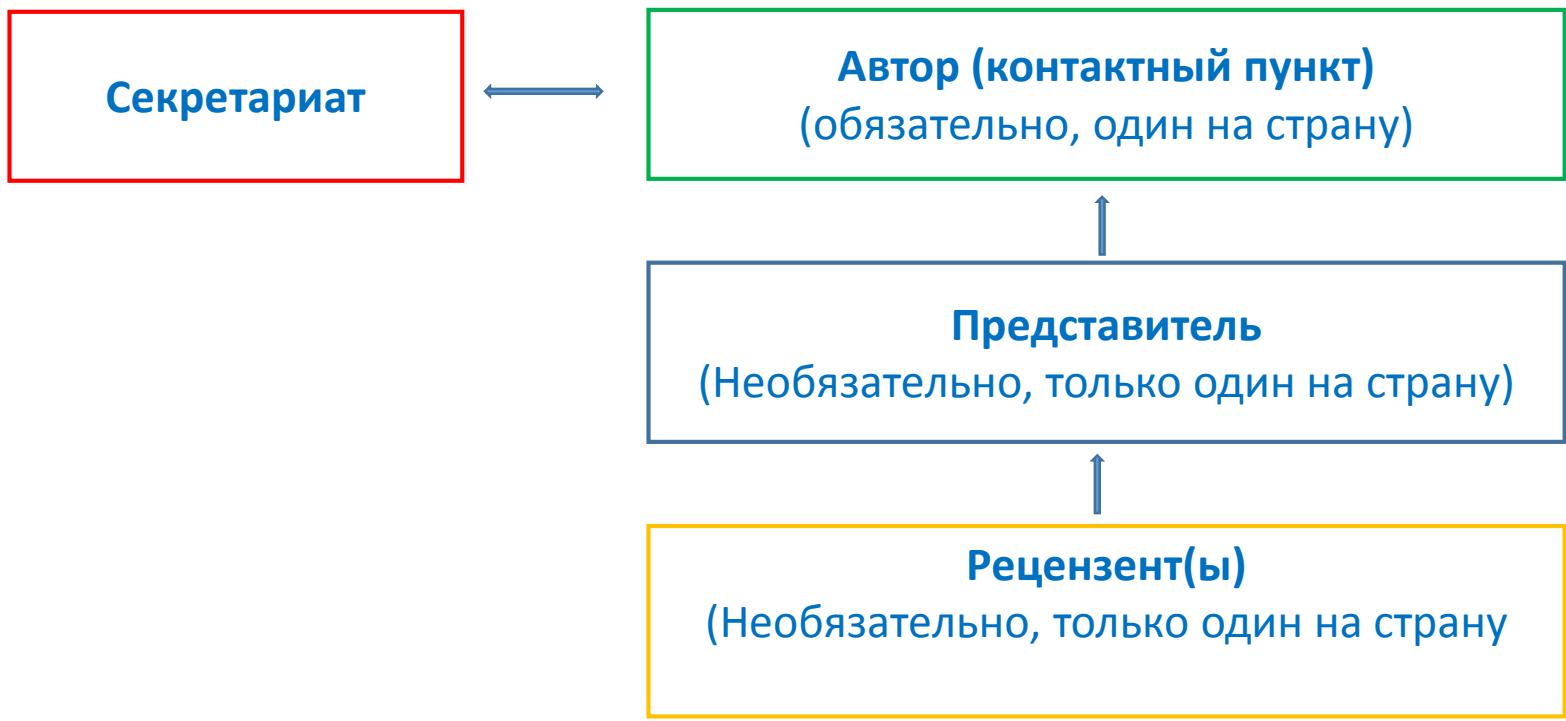 Секретариат
Автор (контактный пункт)
(обязательно, один на страну)
Представитель
(Необязательно, только один на страну)
Рецензент(ы)
(Необязательно, только один на страну